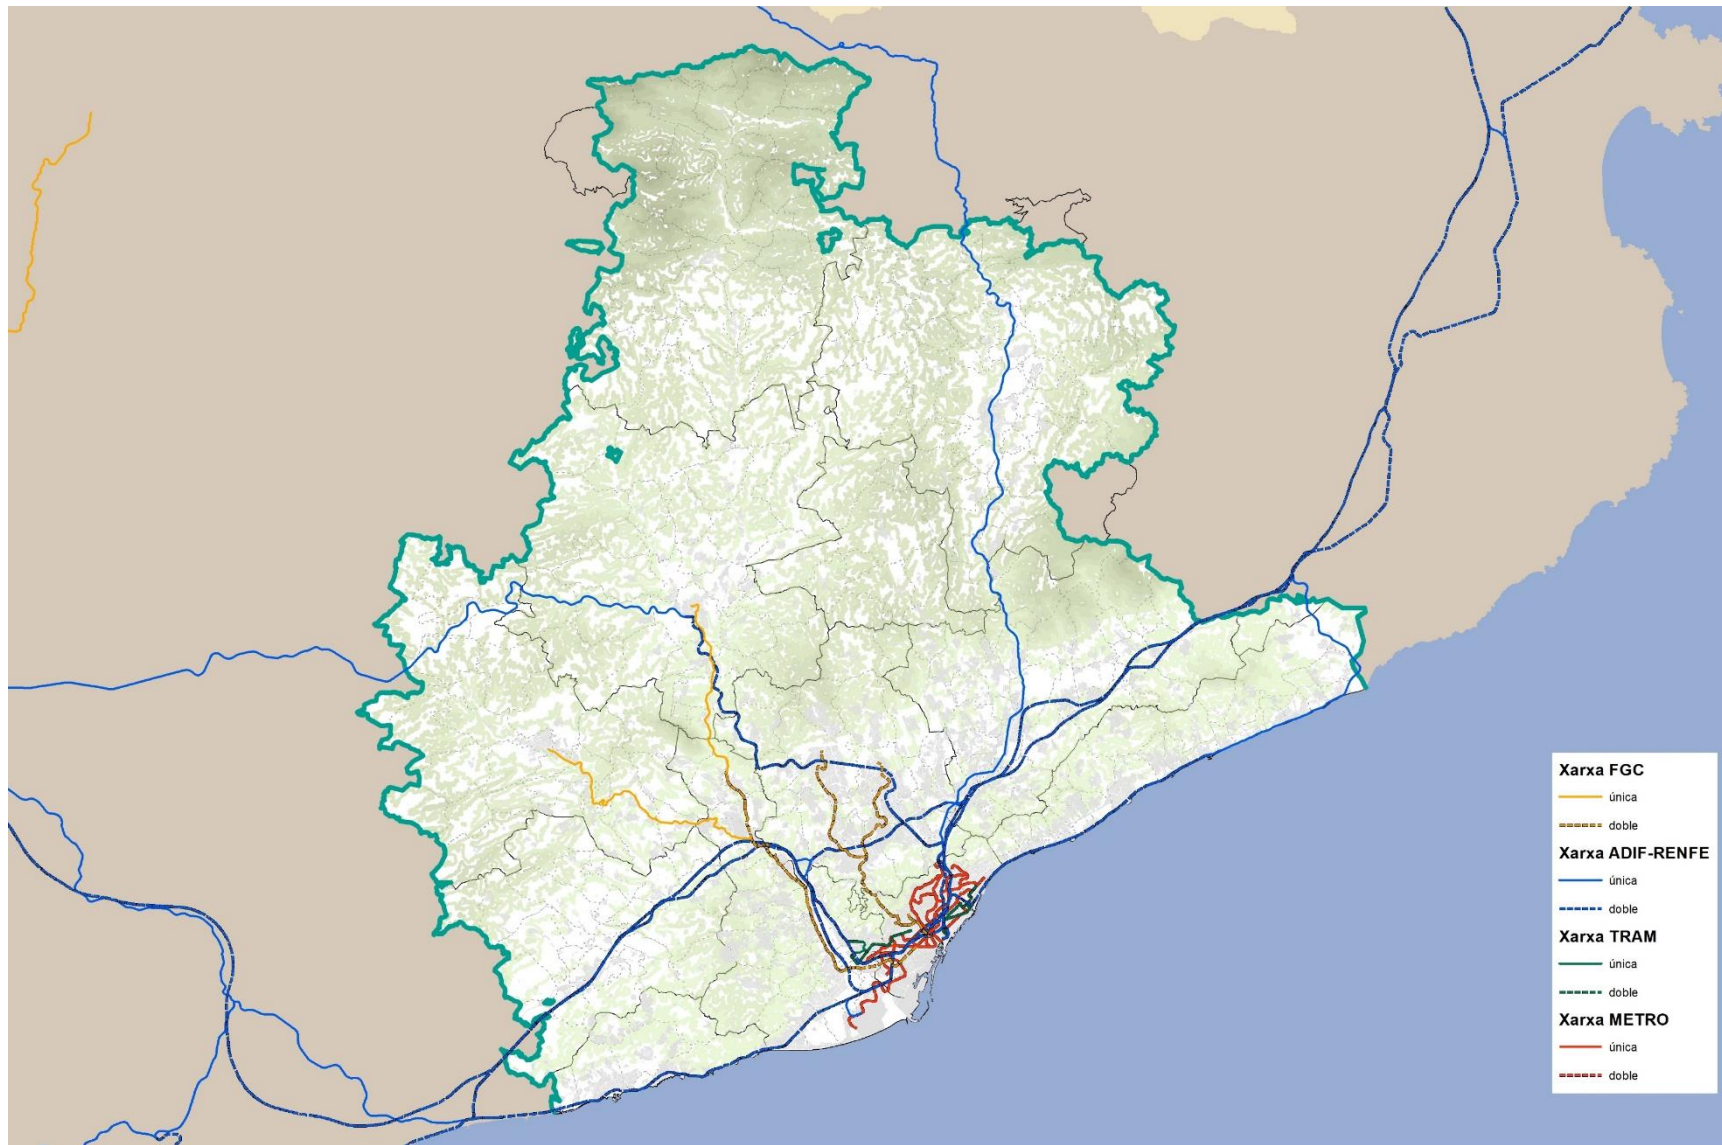 Xarxa FGC
única
doble
Xarxa ADIF-RENFE
única
doble
Xarxa TRAM
única
doble
Xarxa METRO
única
doble